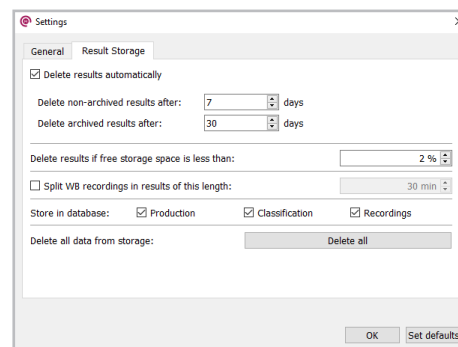 Settings
General Result Storage
Delete results automatically
Delete non-archived results after: 7 days
Delete archived results after: 30 days
Delete results if free storage space is less than: 2 %
Split WB recordings in results of this length: 30 min
Store in database: Production Classification Recordings
Delete all data from storage: Delete all
OK Set defaults